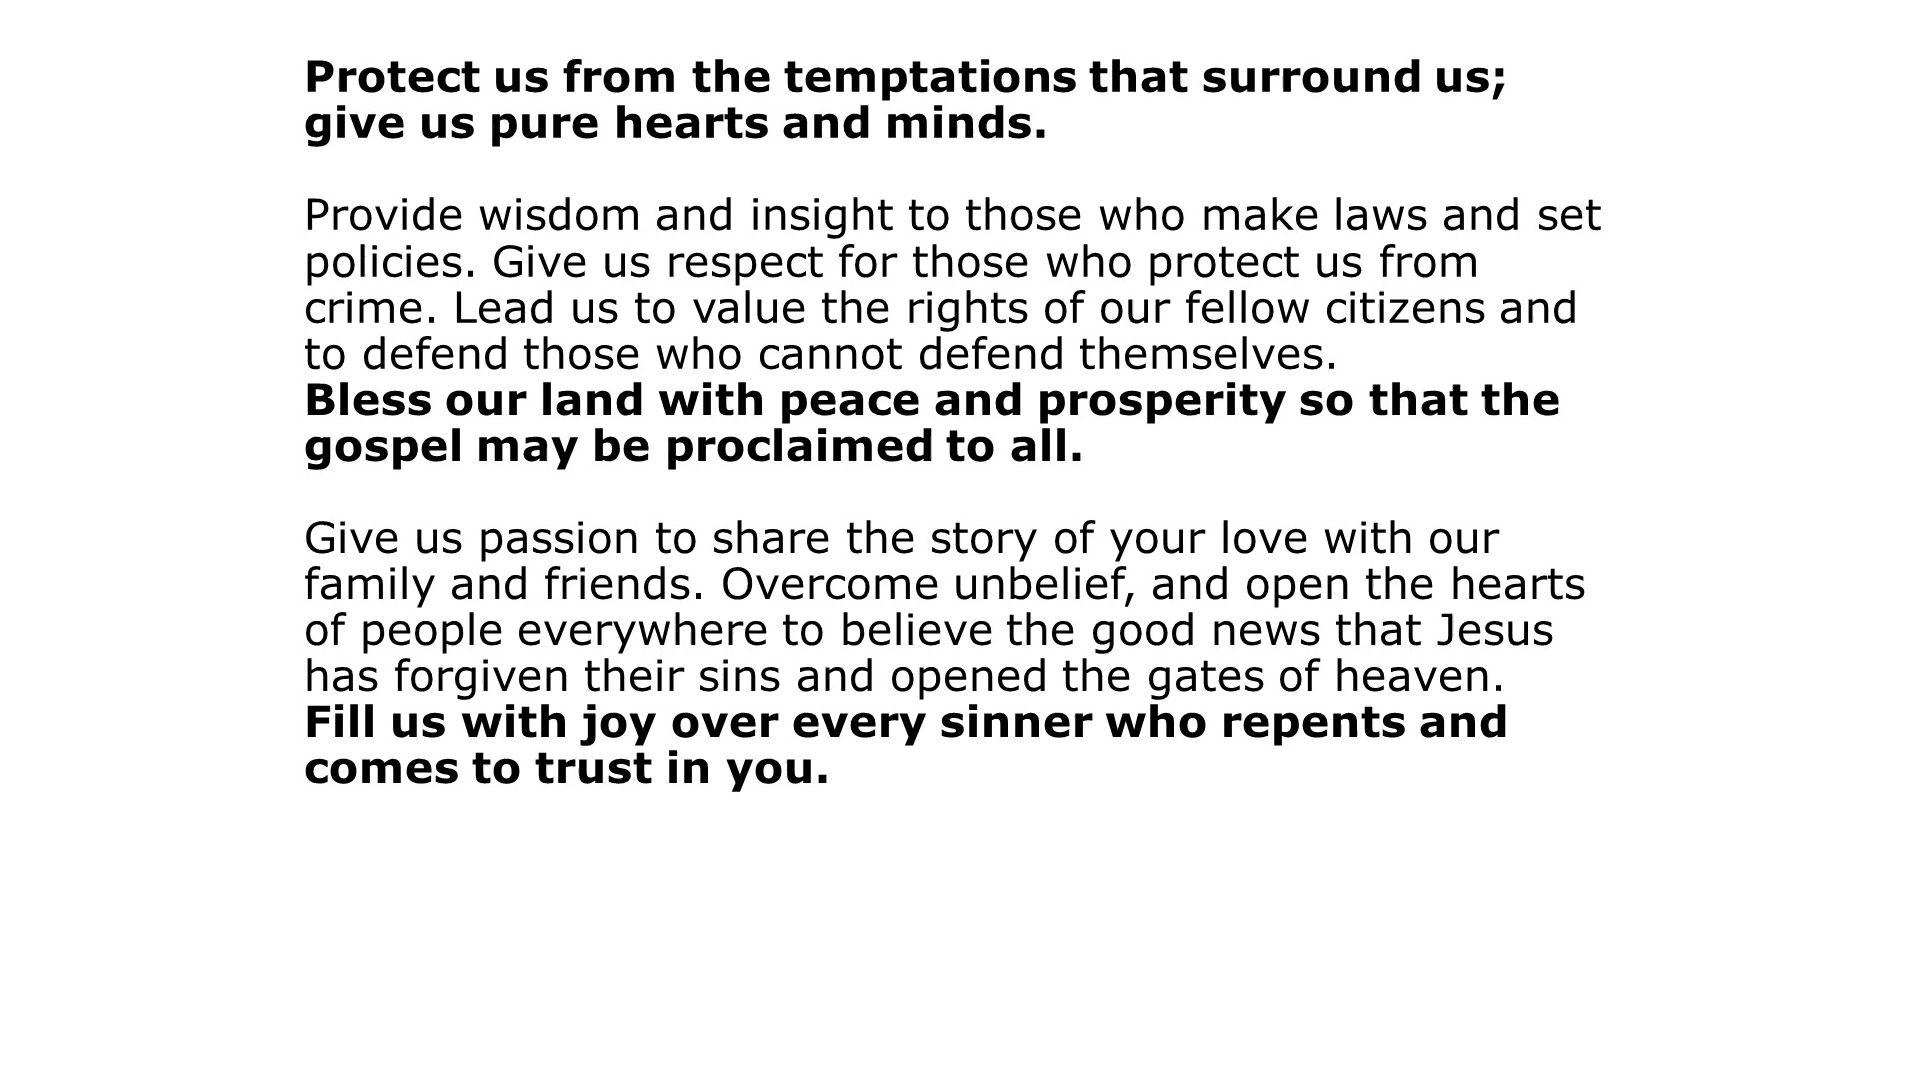 Protect us from the temptations that surround us;
give us pure hearts and minds.
Provide wisdom and insight to those who make laws and set
policies. Give us respect for those who protect us from
crime. Lead us to value the rights of our fellow citizens and
to defend those who cannot defend themselves.
Bless our land with peace and prosperity so that the
gospel may be proclaimed to all.
Give us passion to share the story of your love with our
family and friends. Overcome unbelief, and open the hearts
of people everywhere to believe the good news that Jesus
has forgiven their sins and opened the gates of heaven.
Fill us with joy over every sinner who repents and
comes to trust in you.